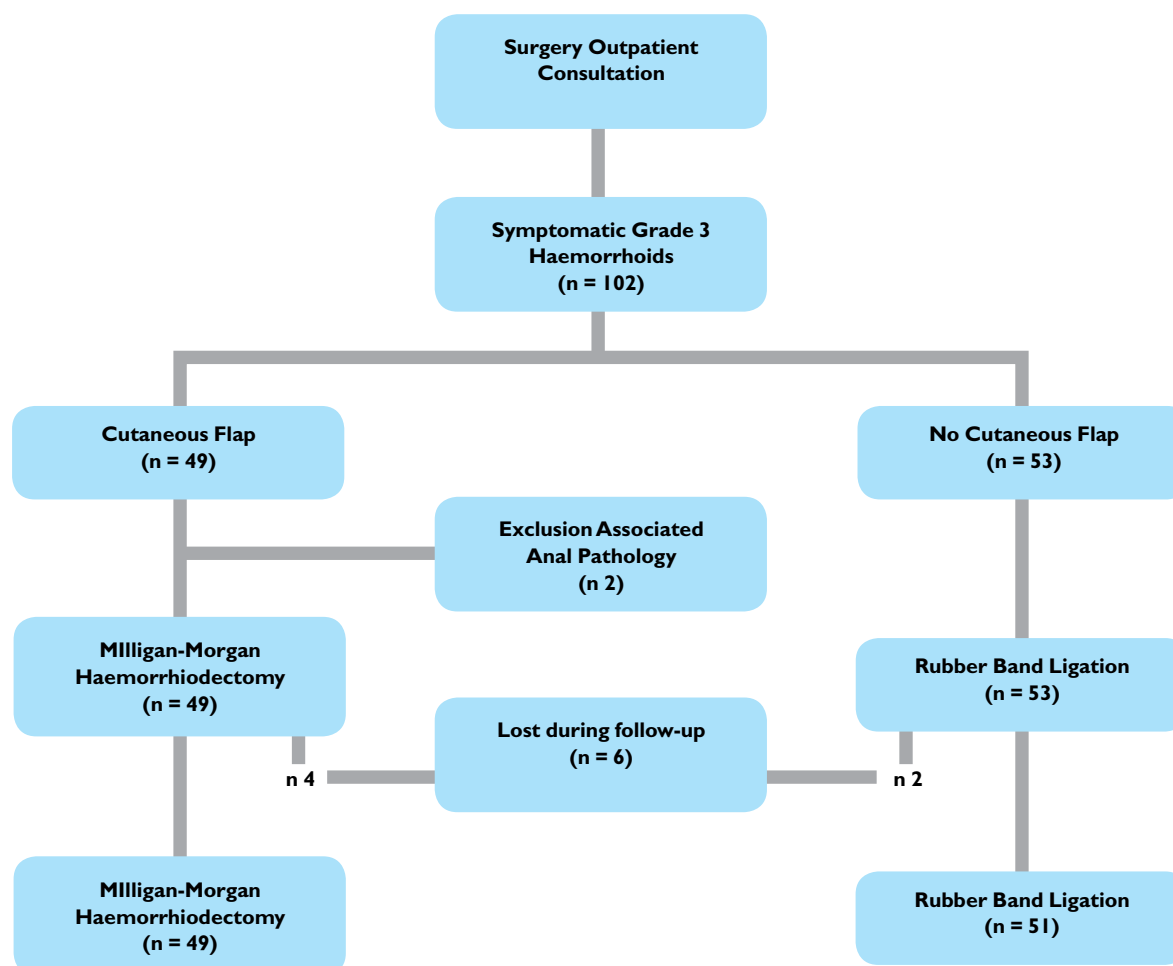 Surgery Outpatient
Consultation
Symptomatic Grade 3
Haemorrhoids
(n = 102)
Cutaneous Flap
(n = 49)
No Cutaneous Flap
(n = 53)
Exclusion Associated
Anal Pathology
(n 2)
MIlligan-Morgan
Haemorrhiodectomy
(n = 49)
Rubber Band Ligation
(n = 53)
Lost during follow-up
(n = 6)
n 4
n 2
MIlligan-Morgan
Haemorrhiodectomy
(n = 49)
Rubber Band Ligation
(n = 51)